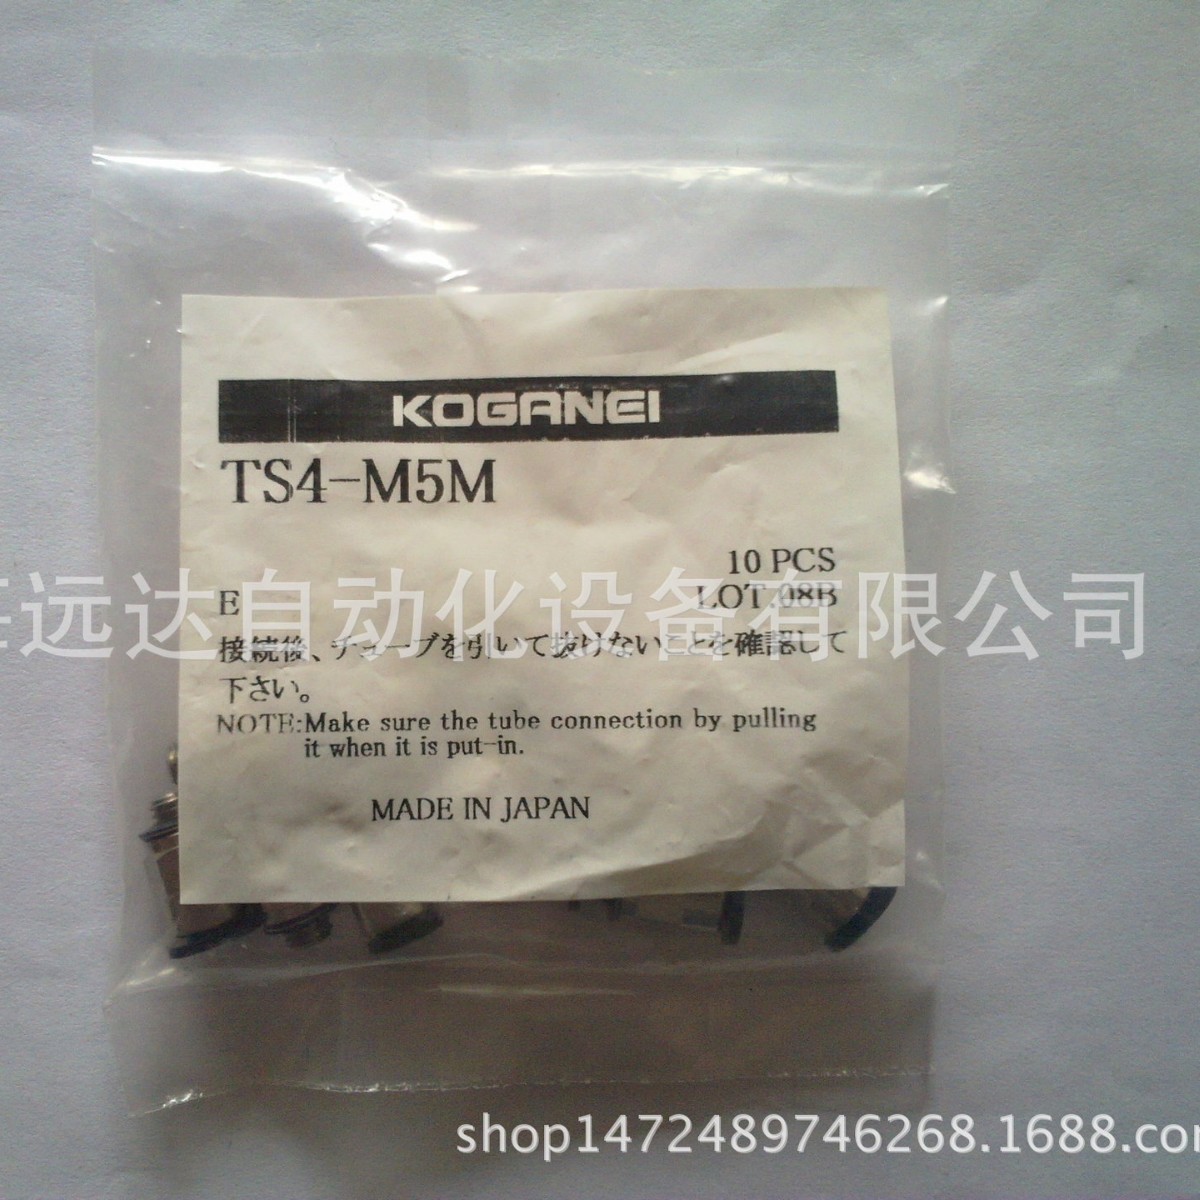 KOGANEI
TS4-M5M
10 PCS
E
LOT.08B
远达自动化设备有限公司
接続後、チューブを引いて抜けないことを確認して
下さい。
NOTE:Make sure the tube connection by pulling
it when it is put-in.
MADE IN JAPAN
shop1472489746268.1688.com